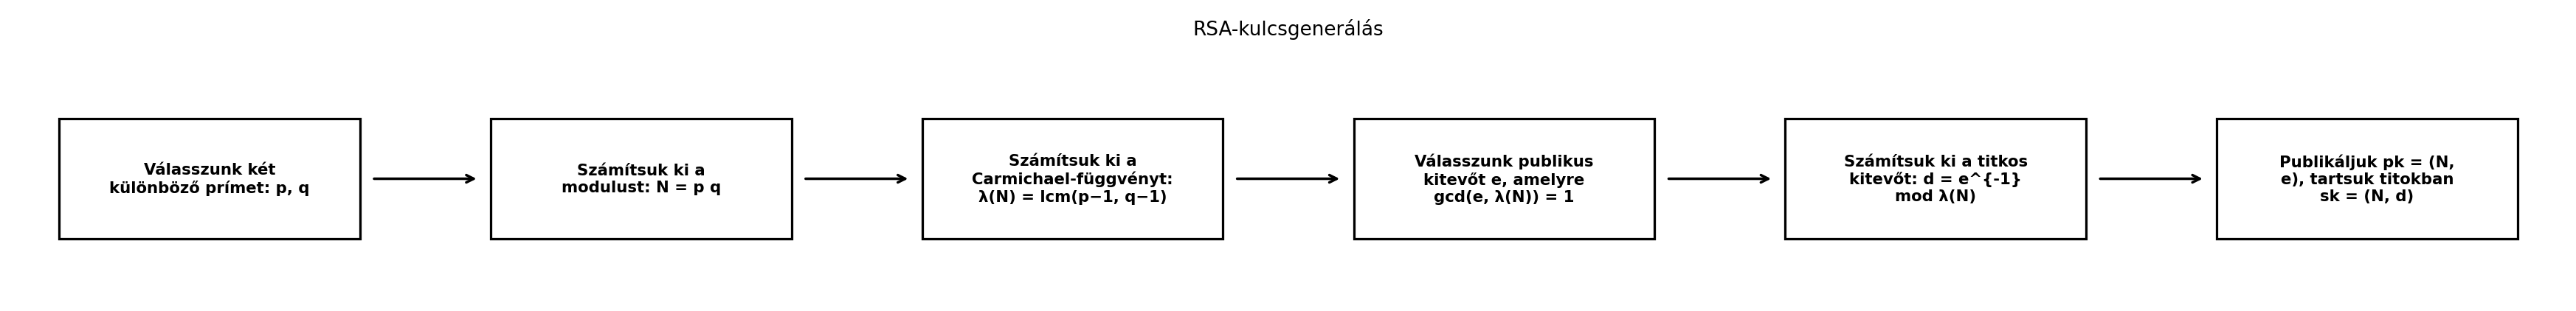 RSA-kulcsgenerálás
Válasszunk két
különböző prímet: p, q
Számítsuk ki a
modulust: N = p q
Számítsuk ki a
Carmichael-függvényt:
λ(N) = lcm(p−1, q−1)
Válasszunk publikus
kitevőt e, amelyre
gcd(e, λ(N)) = 1
Számítsuk ki a titkos
kitevőt: d = e^{-1}
mod λ(N)
Publikáljuk pk = (N,
e), tartsuk titokban
sk = (N, d)